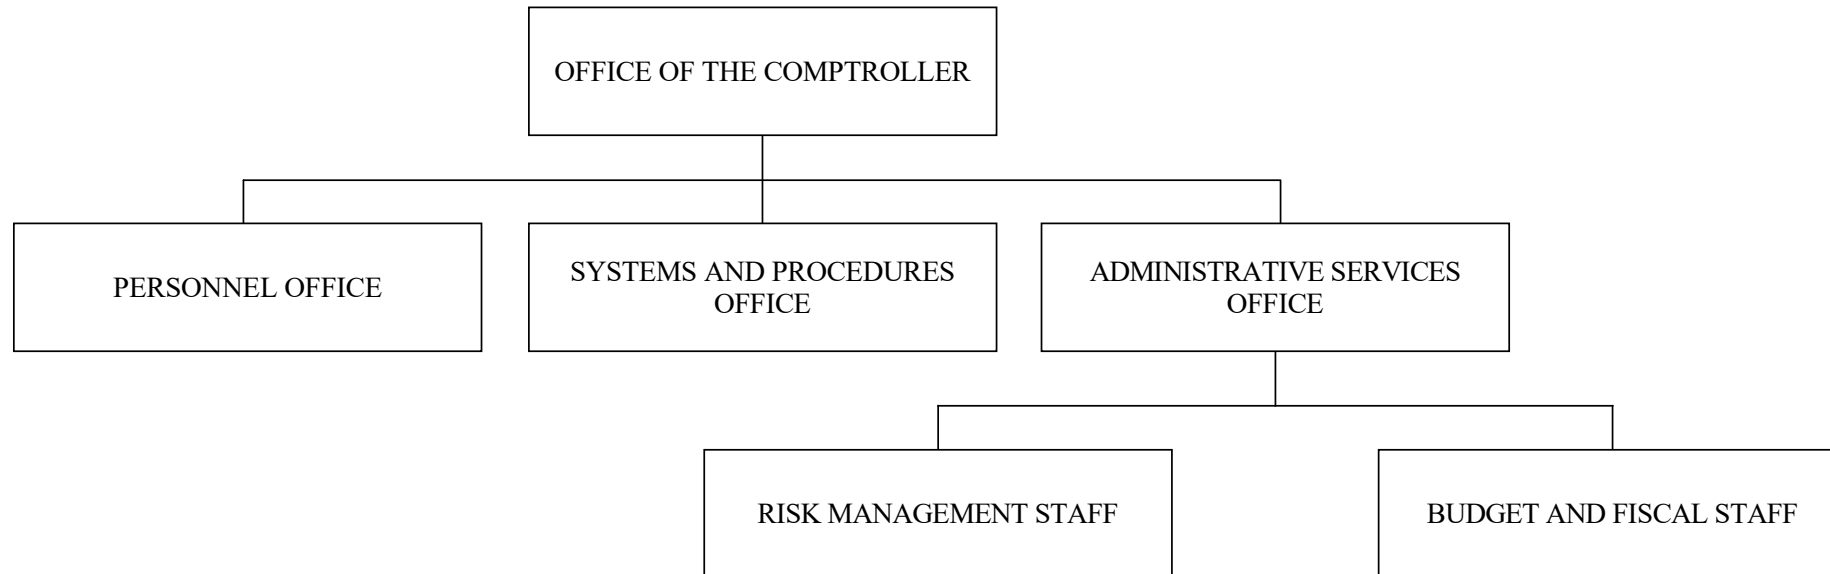 OFFICE OF THE COMPTROLLER
PERSONNEL OFFICE
SYSTEMS AND PROCEDURES
OFFICE
ADMINISTRATIVE SERVICES
OFFICE
RISK MANAGEMENT STAFF
BUDGET AND FISCAL STAFF